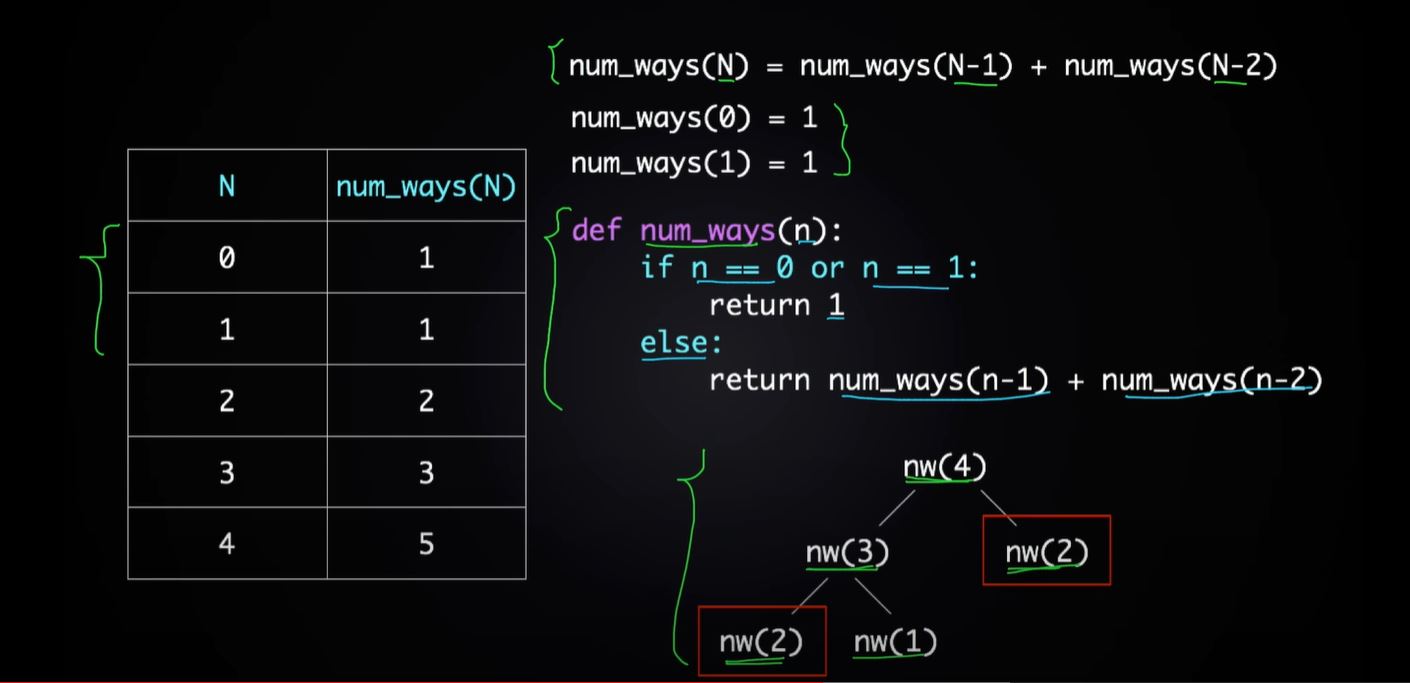 num_ways(N) = num_ways(N-1) + num_ways(N-2)
num_ways(0) = 1
num_ways(1) = 1
N num_ways(N)
0 1
1 1
2 2
3 3
4 5
def num_ways(n):
if n == 0 or n == 1:
return 1
else:
return num_ways(n-1) + num_ways(n-2)
nw(4)
nw(3) nw(2)
nw(2) nw(1)